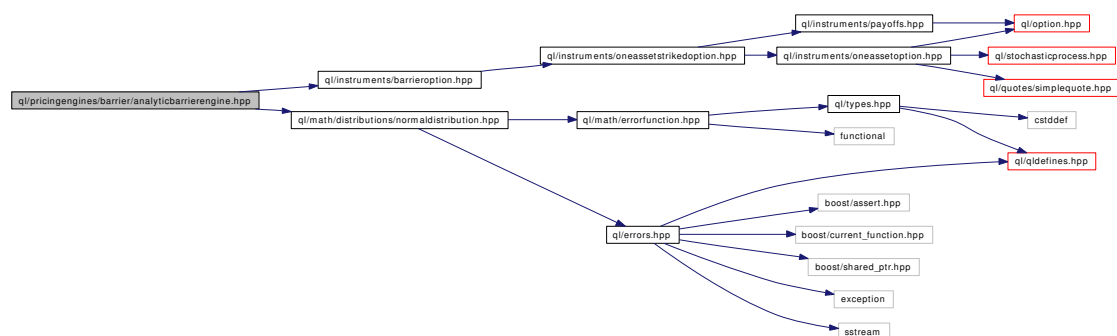 ql/instruments/payoffs.hpp
ql/option.hpp
ql/instruments/oneassetstrikedoption.hpp
ql/instruments/oneassetoption.hpp
ql/stochasticprocess.hpp
ql/instruments/barrieroption.hpp
ql/quotes/simplequote.hpp
ql/pricingengines/barrier/analyticbarrierengine.hpp
ql/types.hpp
ql/math/distributions/normaldistribution.hpp
ql/math/errorfunction.hpp
cstddef
functional
ql/qldefines.hpp
boost/assert.hpp
ql/errors.hpp
boost/current_function.hpp
boost/shared_ptr.hpp
exception
sstream